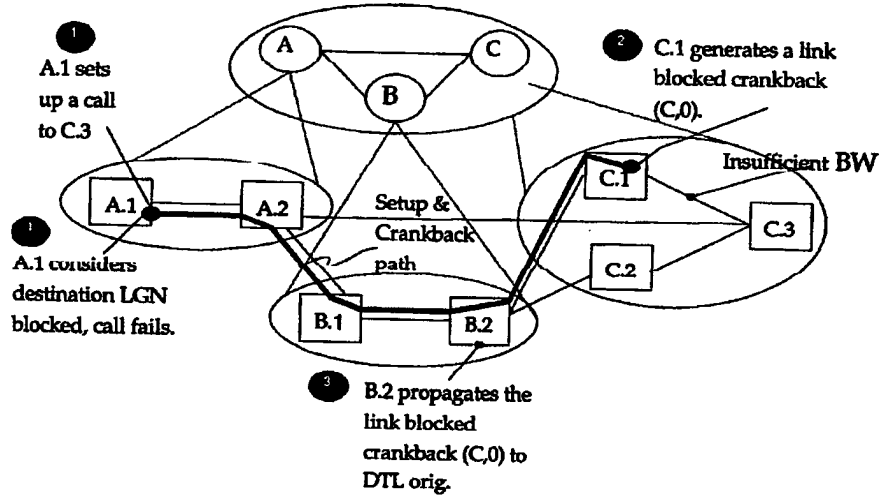 1
A.1 sets
up a call
to C.3
A
C
B
2
C.1 generates a link
blocked crankback
(C,0).
Insufficient BW
A.1
A.2
Setup &
Crankback
path
C.1
C.3
C.2
1
A.1 considers
destination LGN
blocked, call fails.
B.1
B.2
3
B.2 propagates the
link blocked
crankback (C,0) to
DTL orig.